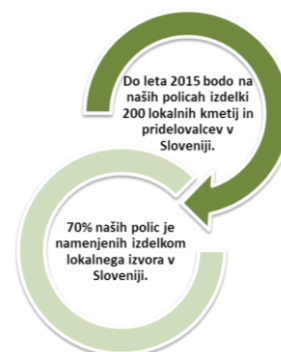 Do leta 2015 bodo na
naših policah izdelki
200 lokalnih kmetij in
pridelovalcev v
Sloveniji.
70% naših polic je
namenjenih izdelkom
lokalnega izvora v
Sloveniji.